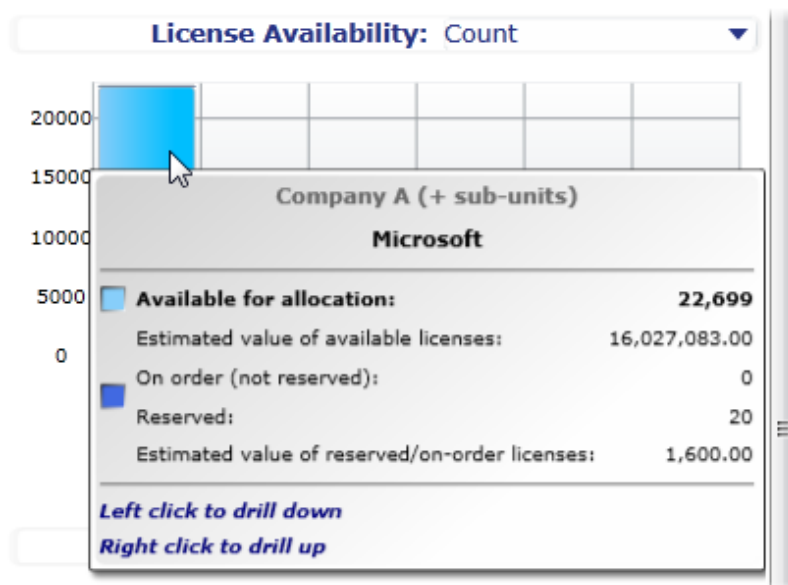 License Availability: Count
20000
15000
10000
5000
0
Company A (+ sub-units)
Microsoft
Available for allocation: 22,699
Estimated value of available licenses: 16,027,083.00
On order (not reserved): 0
Reserved: 20
Estimated value of reserved/on-order licenses: 1,600.00
Left click to drill down
Right click to drill up